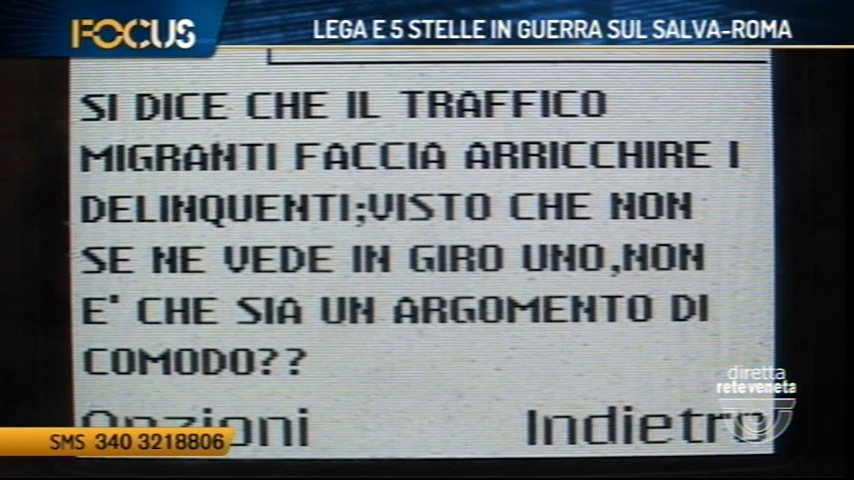 FOCUS
LEGA E 5 STELLE IN GUERRA SUL SALVA-ROMA
SI DICE CHE IL TRAFFICO
MIGRANTI FACCIA ARRICCHIRE I
DELINQUENTI;VISTO CHE NON
SE NE VEDE IN GIRO UNO,NON
E' CHE SIA UN ARGOMENTO DI
COMODO??
diretta
reteveneta
Opzioni Indietro
SMS 340 3218806